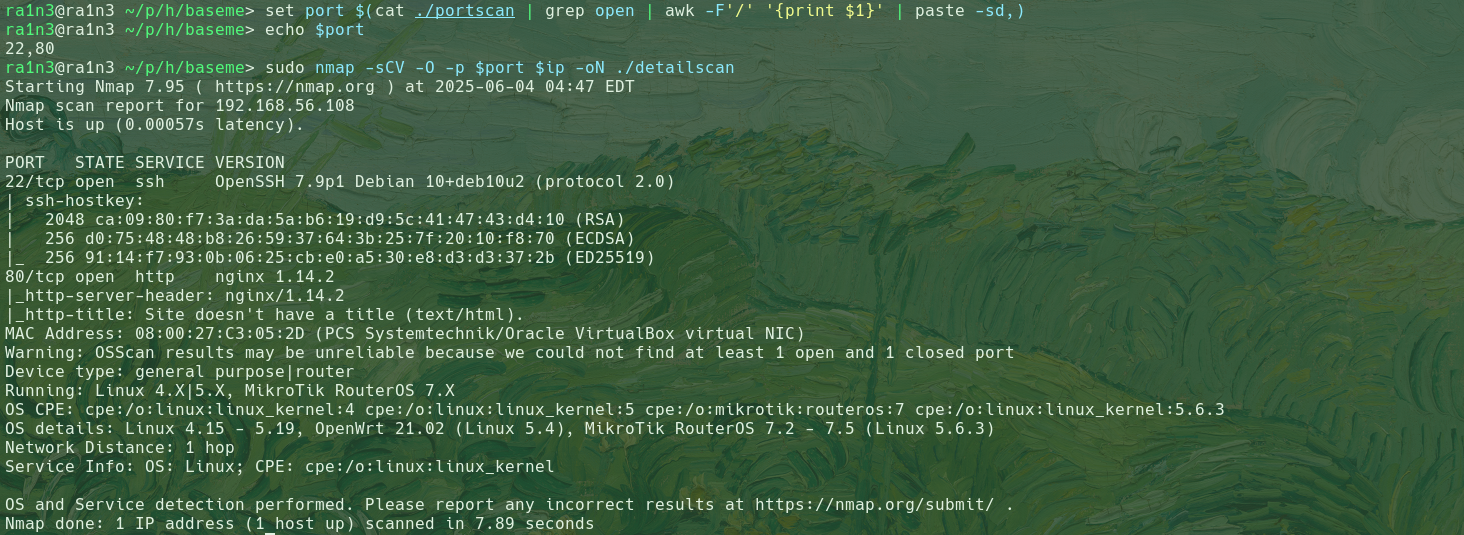 ra1n3@ra1n3 ~/p/h/baseme> set port $(cat ./portscan | grep open | awk -F'/' '{print $1}' | paste -sd,)
ra1n3@ra1n3 ~/p/h/baseme> echo $port
22,80
ra1n3@ra1n3 ~/p/h/baseme> sudo nmap -sCV -O -p $port $ip -oN ./detailscan
Starting Nmap 7.95 ( https://nmap.org ) at 2025-06-04 04:47 EDT
Nmap scan report for 192.168.56.108
Host is up (0.00057s latency).

PORT   STATE SERVICE VERSION
22/tcp open  ssh     OpenSSH 7.9p1 Debian 10+deb10u2 (protocol 2.0)
| ssh-hostkey:
|   2048 ca:09:80:f7:3a:da:5a:b6:19:d9:5c:41:47:43:d4:10 (RSA)
|   256 d0:75:48:48:b8:26:59:37:64:3b:25:7f:20:10:f8:70 (ECDSA)
|_  256 91:14:f7:93:0b:06:25:cb:e0:a5:30:e8:d3:d3:37:2b (ED25519)
80/tcp open  http    nginx 1.14.2
|_http-server-header: nginx/1.14.2
|_http-title: Site doesn't have a title (text/html).
MAC Address: 08:00:27:C3:05:2D (PCS Systemtechnik/Oracle VirtualBox virtual NIC)
Warning: OSScan results may be unreliable because we could not find at least 1 open and 1 closed port
Device type: general purpose|router
Running: Linux 4.X|5.X, MikroTik RouterOS 7.X
OS CPE: cpe:/o:linux:linux_kernel:4 cpe:/o:linux:linux_kernel:5 cpe:/o:mikrotik:routeros:7 cpe:/o:linux:linux_kernel:5.6.3
OS details: Linux 4.15 - 5.19, OpenWrt 21.02 (Linux 5.4), MikroTik RouterOS 7.2 - 7.5 (Linux 5.6.3)
Network Distance: 1 hop
Service Info: OS: Linux; CPE: cpe:/o:linux:linux_kernel

OS and Service detection performed. Please report any incorrect results at https://nmap.org/submit/ .
Nmap done: 1 IP address (1 host up) scanned in 7.89 seconds